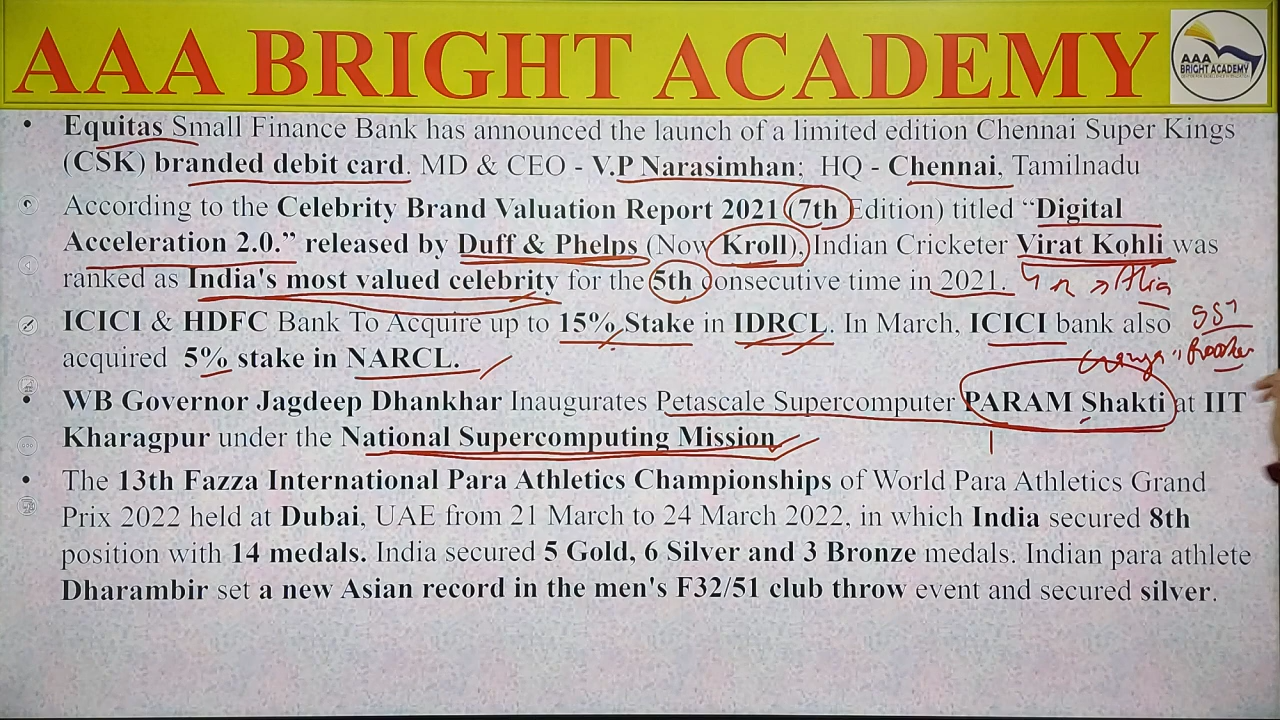 AAA BRIGHT ACADEMY
AAA
BRIGHT ACADEMY
• Equitas Small Finance Bank has announced the launch of a limited edition Chennai Super Kings
(CSK) branded debit card. MD & CEO - V.P Narasimhan; HQ - Chennai, Tamilnadu
According to the Celebrity Brand Valuation Report 2021 (7th Edition) titled “Digital
Acceleration 2.0.” released by Duff & Phelps (Now Kroll), Indian Cricketer Virat Kohli was
ranked as India's most valued celebrity for the 5th consecutive time in 2021.
Alia
ICICI & HDFC Bank To Acquire up to 15% Stake in IDRCL. In March, ICICI bank also
acquired 5% stake in NARCL.
• WB Governor Jagdeep Dhankhar Inaugurates Petascale Supercomputer PARAM Shakti at IIT
Kharagpur under the National Supercomputing Mission
• The 13th Fazza International Para Athletics Championships of World Para Athletics Grand
Prix 2022 held at Dubai, UAE from 21 March to 24 March 2022, in which India secured 8th
position with 14 medals. India secured 5 Gold, 6 Silver and 3 Bronze medals. Indian para athlete
Dharambir set a new Asian record in the men's F32/51 club throw event and secured silver.